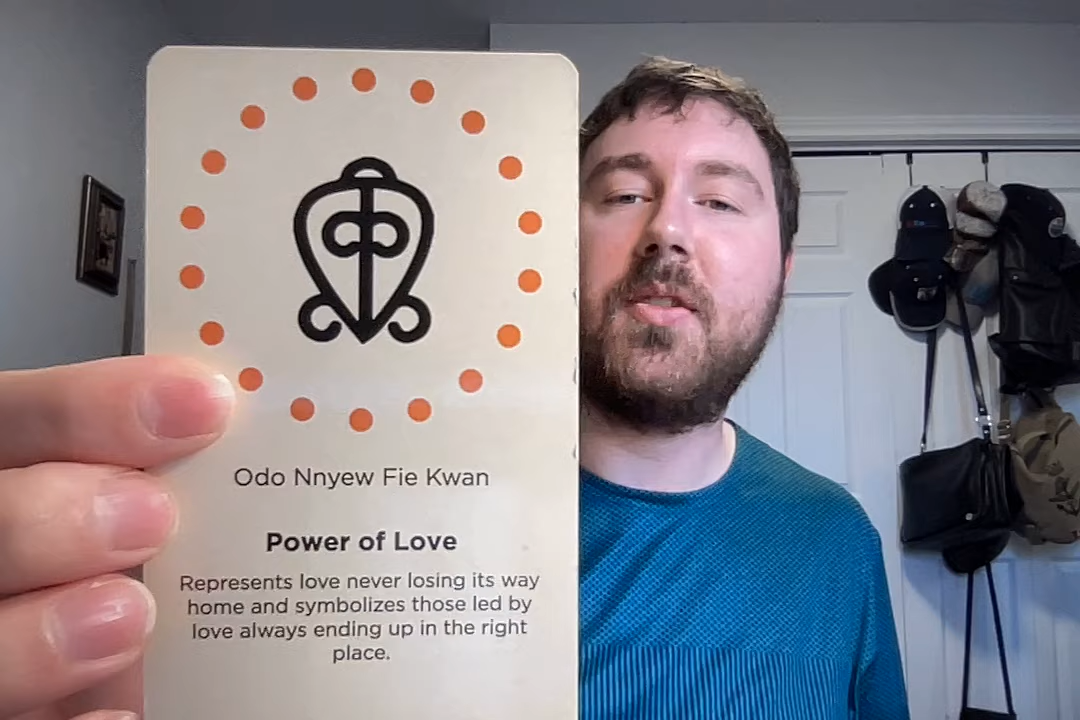 Odo Nnyew Fie Kwan
Power of Love
Represents love never losing its way
home and symbolizes those led by
love always ending up in the right
place.